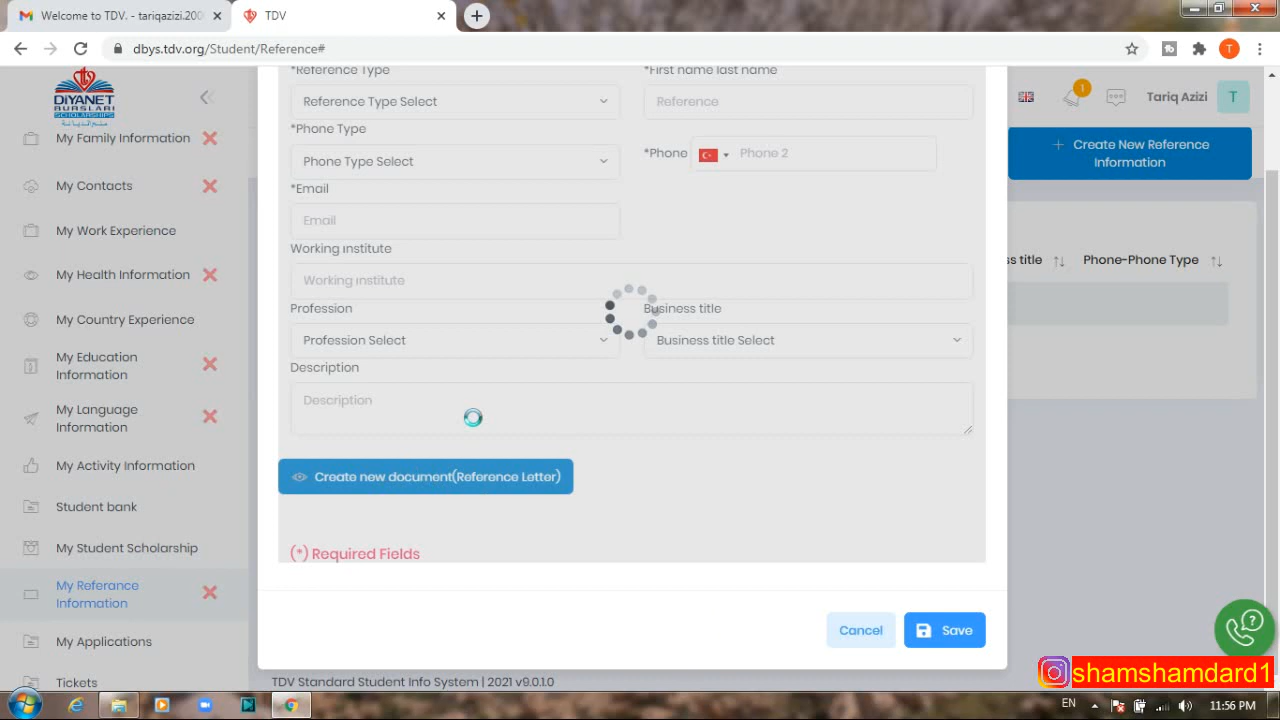 Welcome to TDV. - tariqazizi.200
TDV
dbys.tdv.org/Student/Reference#
T
DIYANET
BURSLARI
SCHOLARSHIPS
My Family Information
My Contacts
My Work Experience
My Health Information
My Country Experience
My Education
Information
My Language
Information
My Activity Information
Student bank
My Student Scholarship
My Referance
Information
My Applications
Tickets
*Reference Type
*First name last name
Reference Type Select
Reference
*Phone Type
Phone Type Select
*Phone
Phone 2
*Email
Email
Working ınstitute
Working ınstitute
Profession
Business title
Profession Select
Business title Select
Description
Description
Create new document(Reference Letter)
(*) Required Fields
Cancel
Save
1
Tariq Azizi
T
+ Create New Reference
Information
ss title
Phone-Phone Type
TDV Standard Student Info System | 2021 v9.0.1.0
shamshamdard1
EN
11:56 PM